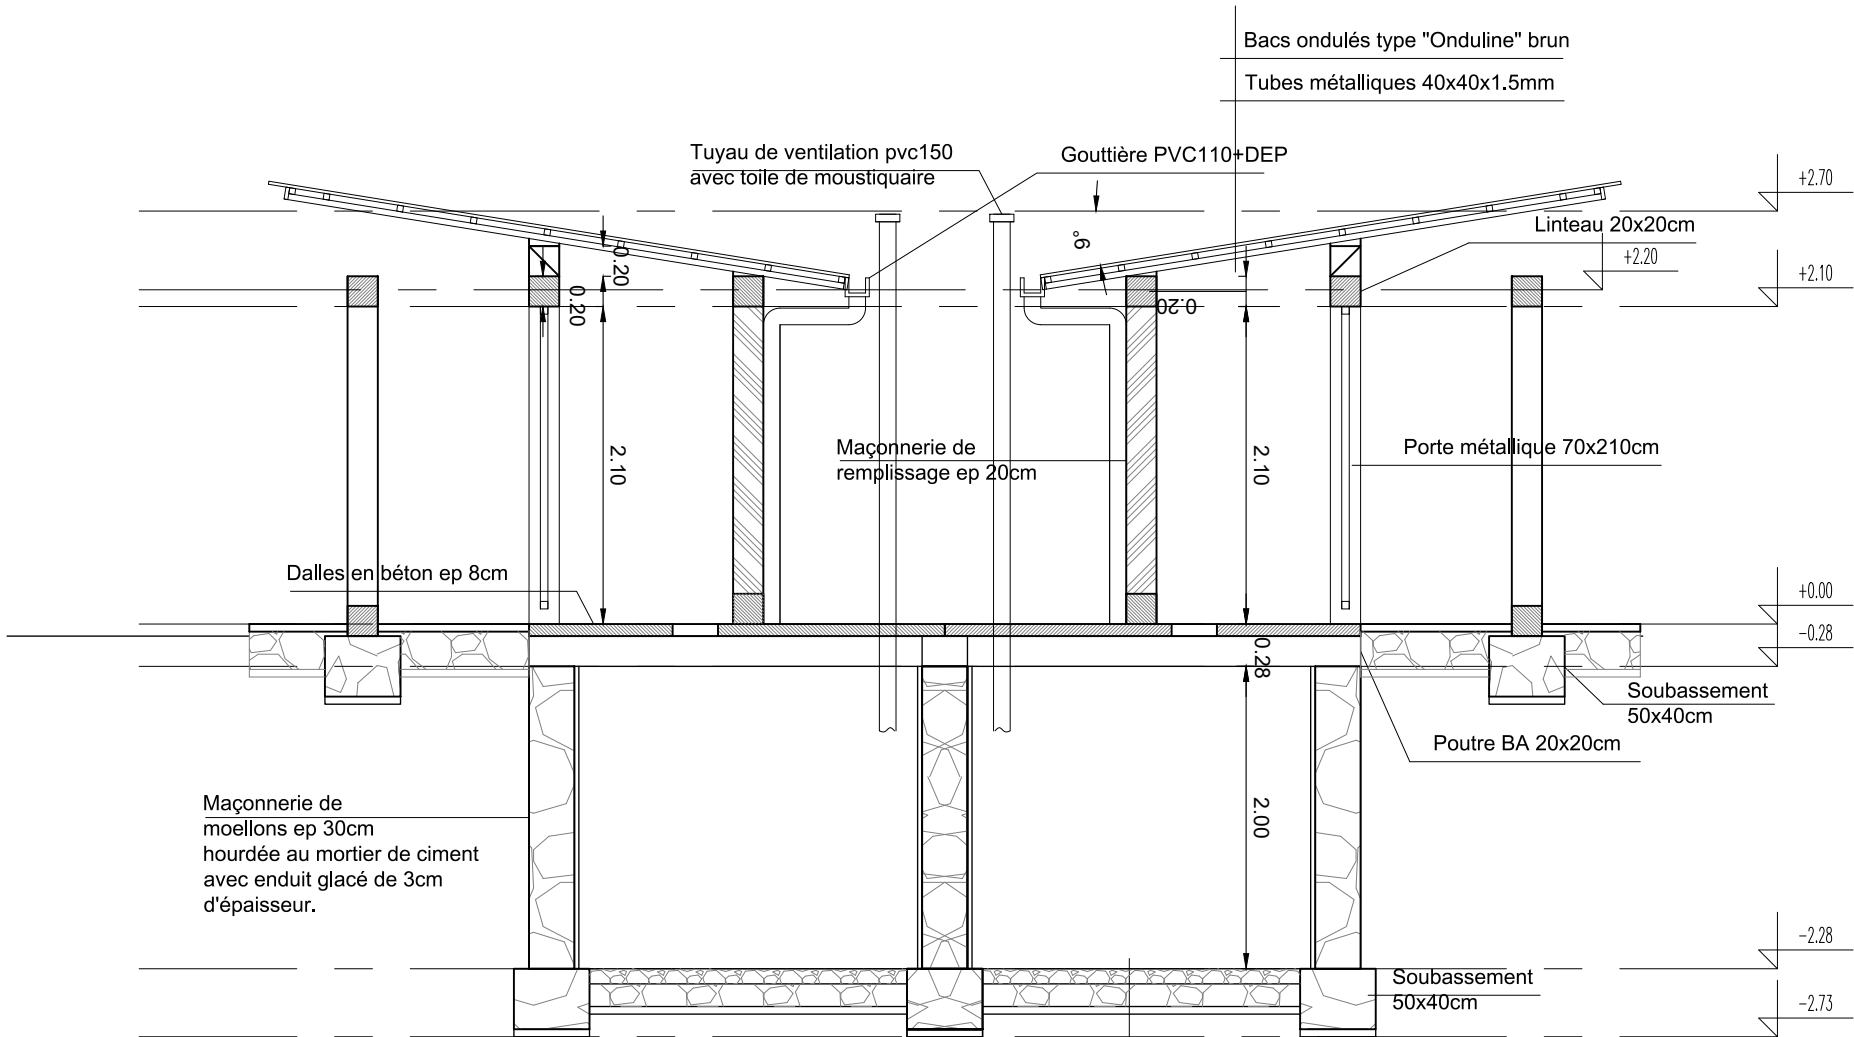 Bacs ondulés type "Onduline" brun
Tubes métalliques 40x40x1.5mm
Tuyau de ventilation pvc150
avec toile de moustiquaire
Gouttière PVC110+DEP
+2.70
9°
Linteau 20x20cm
+2.20
+2.10
0.20
0.20
0.20
2.10
Maçonnerie de
remplissage ep 20cm
2.10
Porte métallique 70x210cm
Dalles en béton ep 8cm
+0.00
-0.28
0.28
Soubassement
50x40cm
Poutre BA 20x20cm
Maçonnerie de
moellons ep 30cm
hourdée au mortier de ciment
avec enduit glacé de 3cm
d'épaisseur.
2.00
-2.28
Soubassement
50x40cm
-2.73